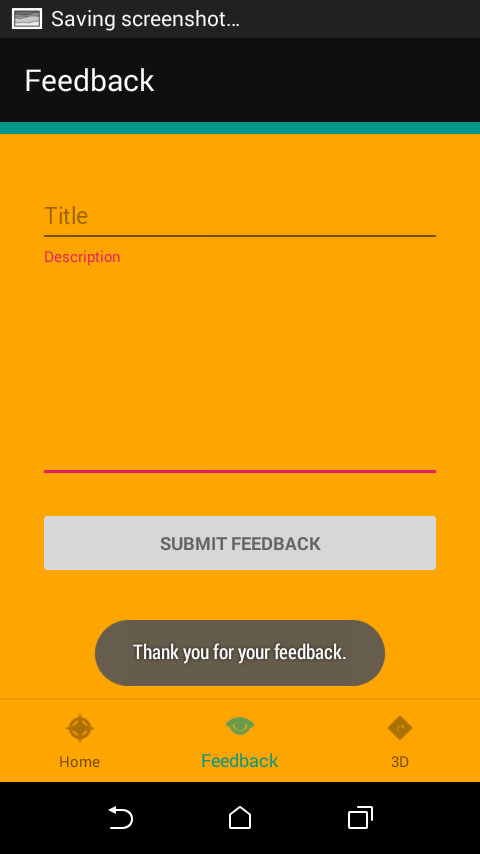 Saving screenshot...
Feedback
Title
Description
SUBMIT FEEDBACK
Thank you for your feedback.
Home
Feedback
3D